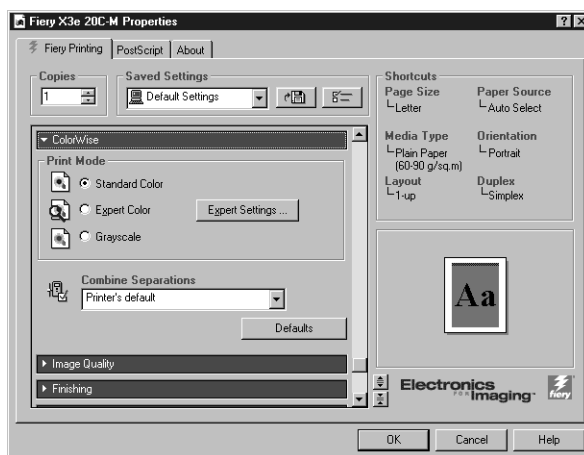 Fiery X3e 20C-M Properties
Fiery Printing
PostScript
About
Copies
1
Saved Settings
Default Settings
ColorWise
Print Mode
Standard Color
Expert Color
Expert Settings ...
Grayscale
Combine Separations
Printer's default
Defaults
Image Quality
Finishing
Shortcuts
Page Size
Letter
Paper Source
Auto Select
Media Type
Plain Paper
(60-90 g/sq.m)
Orientation
Portrait
Layout
1-up
Duplex
Simplex
Aa
Electronics
FOR Imaging™
fiery
OK
Cancel
Help